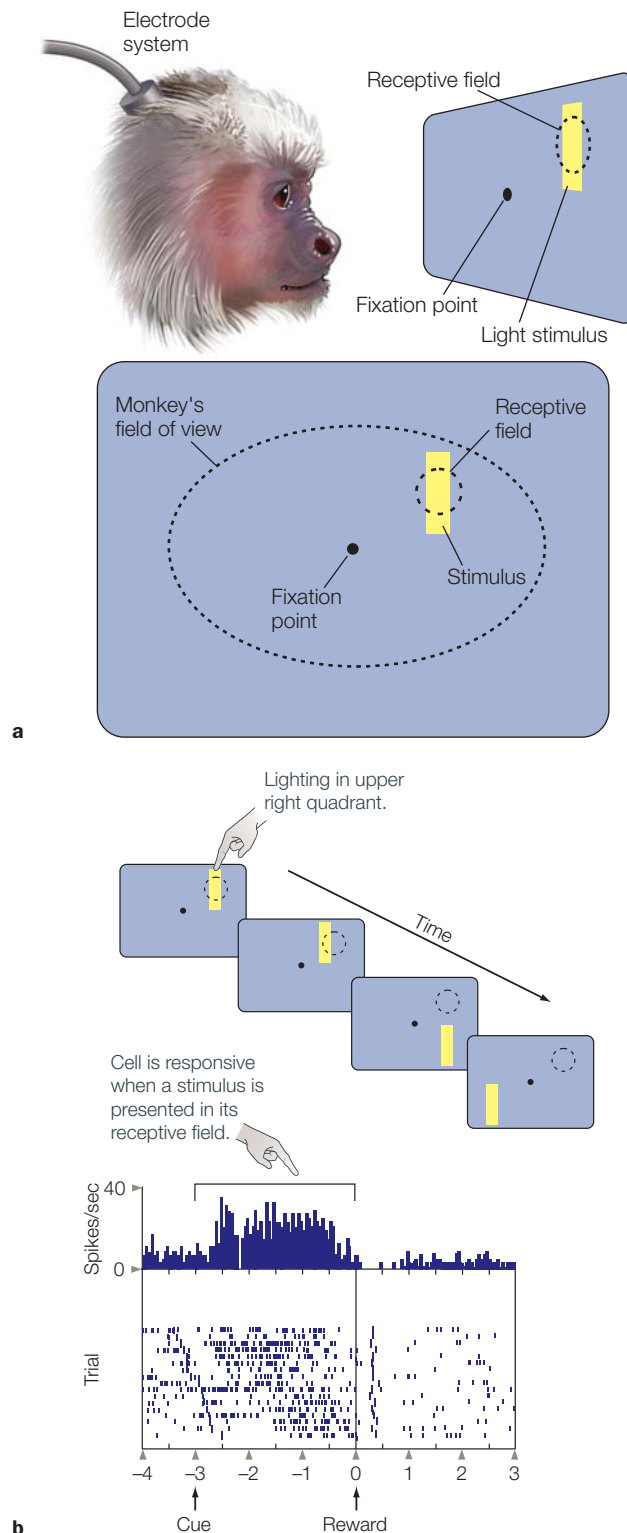 Electrode
system
Receptive field
Fixation point
Light stimulus
Monkey's
field of view
Receptive
field
Fixation
point
Stimulus
a
Lighting in upper
right quadrant.
Time
Cell is responsive
when a stimulus is
presented in its
receptive field.
40
Spikes/sec
0
Trial
–4 –3 –2 –1 0 1 2 3
Cue Reward
b